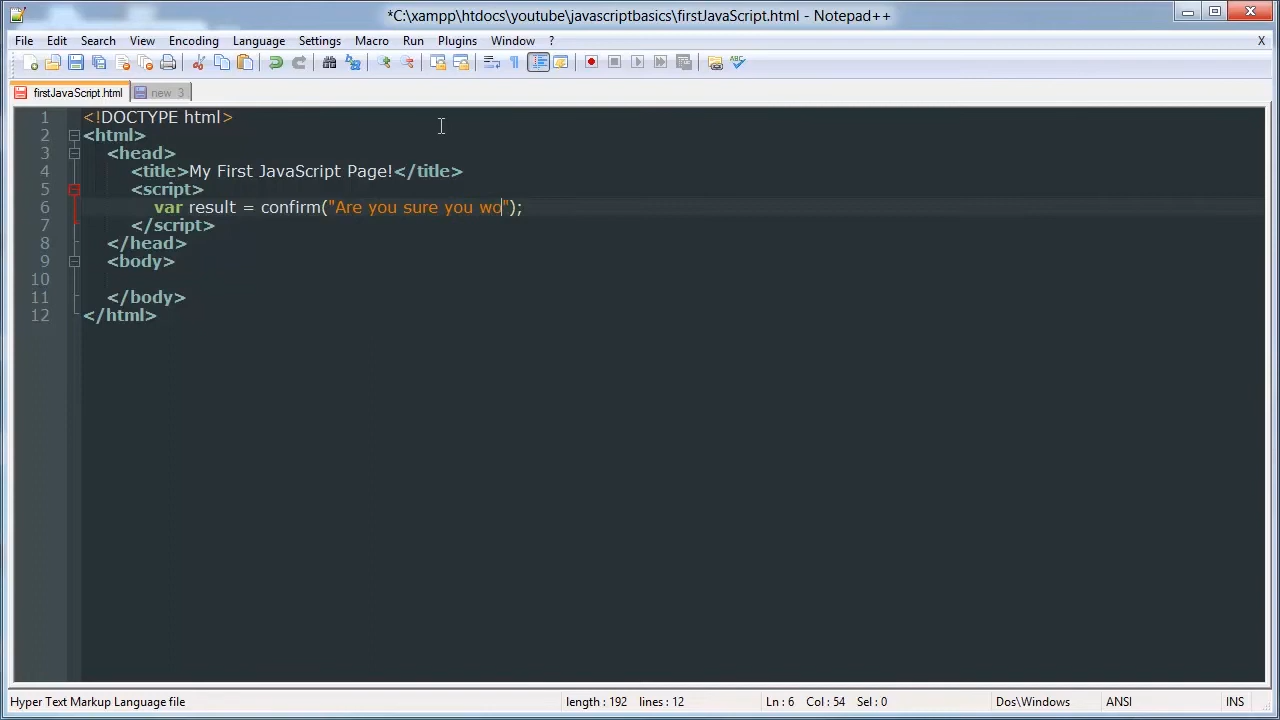 *C:\xampp\htdocs\youtube\javascriptbasics\firstJavaScript.html - Notepad++
File Edit Search View Encoding Language Settings Macro Run Plugins Window ? X
firstJavaScript.html new 3
1 <!DOCTYPE html>
2 <html>
3 <head>
4 <title>My First JavaScript Page!</title>
5 <script>
6 var result = confirm("Are you sure you wo");
7 </script>
8 </head>
9 <body>
10
11 </body>
12 </html>
Hyper Text Markup Language file length : 192 lines : 12 Ln : 6 Col : 54 Sel : 0 Dos\Windows ANSI INS